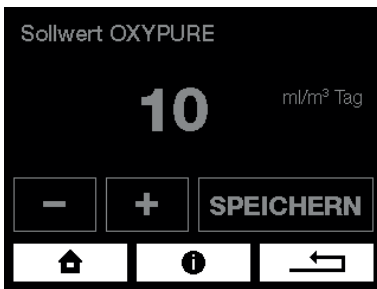 Sollwert OXYPURE
10 ml/m³ Tag
− + SPEICHERN